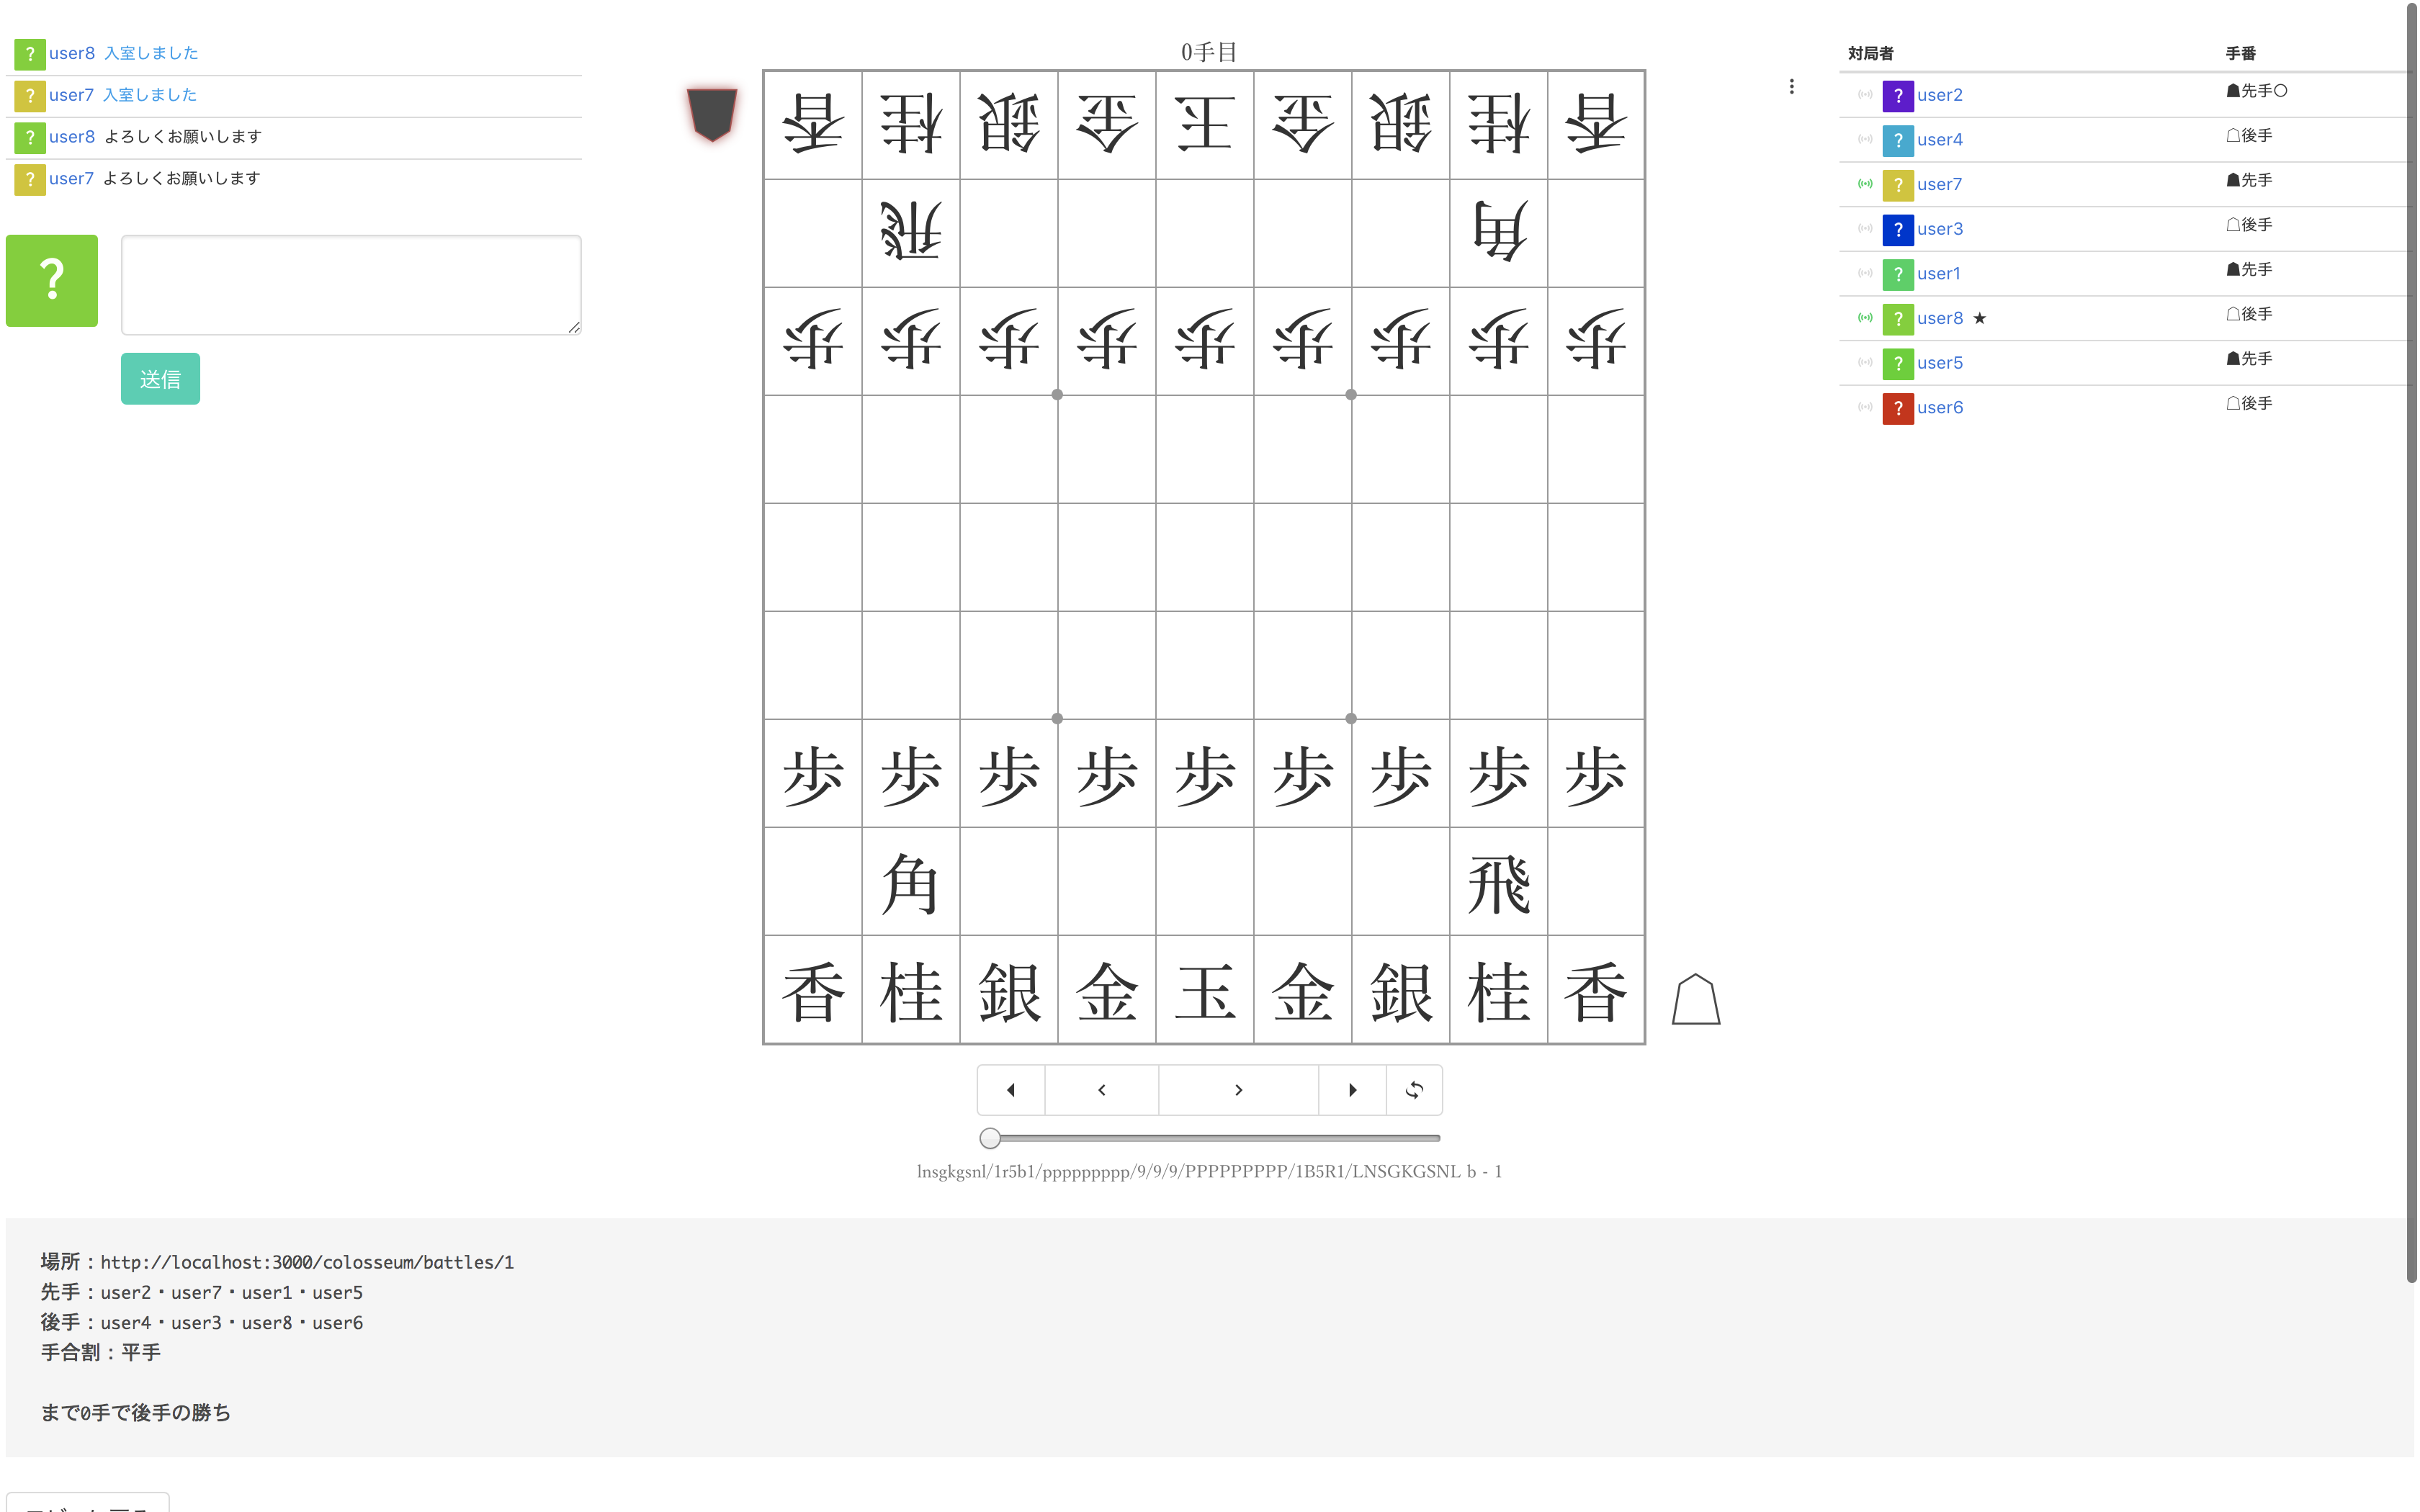 ? user8 入室しました
? user7 入室しました
? user8 よろしくお願いします
? user7 よろしくお願いします
?
送信
0手目
香 桂 銀 金 王 金 銀 桂 香
飛 角
歩 歩 歩 歩 歩 歩 歩 歩 歩
歩 歩 歩 歩 歩 歩 歩 歩 歩
角 飛
香 桂 銀 金 玉 金 銀 桂 香
lnsgkgsnl/1r5b1/ppppppppp/9/9/9/PPPPPPPPP/1B5R1/LNSGKGSNL b - 1
対局者 手番
? user2 ☗先手○
? user4 ☖後手
? user7 ☗先手
? user3 ☖後手
? user1 ☗先手
? user8 ★ ☖後手
? user5 ☗先手
? user6 ☖後手
場所：http://localhost:3000/colosseum/battles/1
先手：user2・user7・user1・user5
後手：user4・user3・user8・user6
手合割：平手
まで0手で後手の勝ち